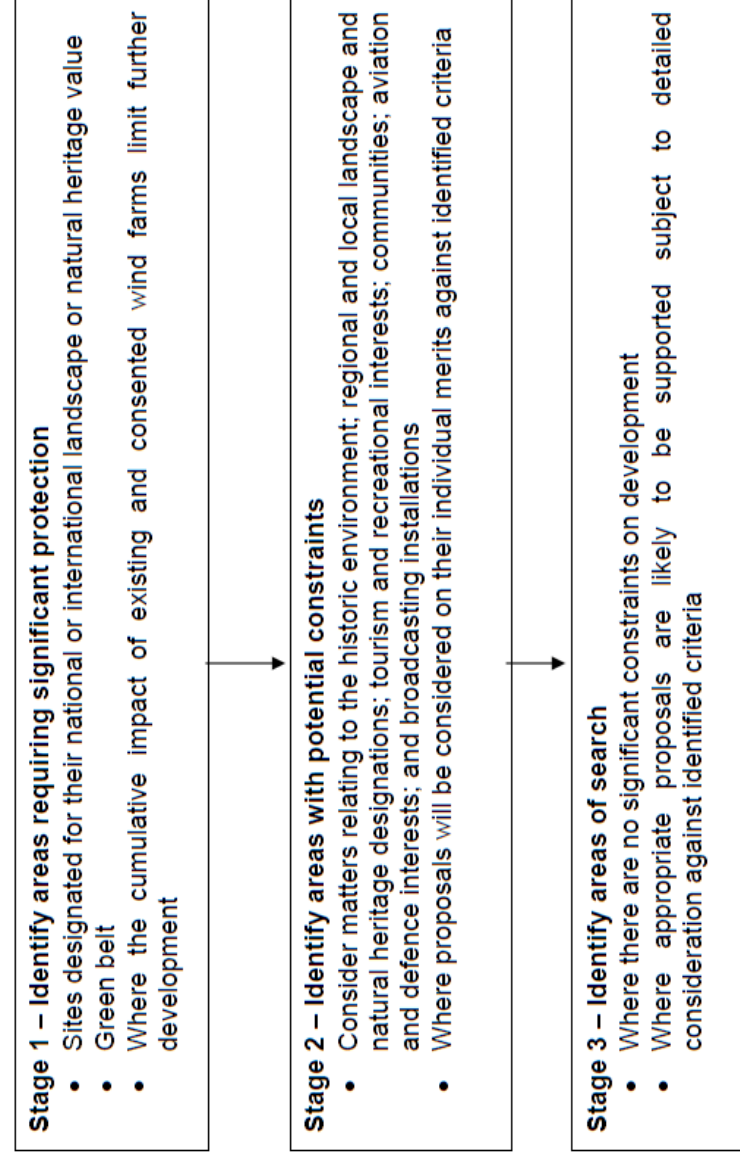 Stage 1 – Identify areas requiring significant protection
• Sites designated for their national or international landscape or natural heritage value
• Green belt
• Where the cumulative impact of existing and consented wind farms limit further
development
Stage 2 – Identify areas with potential constraints
• Consider matters relating to the historic environment; regional and local landscape and
natural heritage designations; tourism and recreational interests; communities; aviation
and defence interests; and broadcasting installations
• Where proposals will be considered on their individual merits against identified criteria
Stage 3 – Identify areas of search
• Where there are no significant constraints on development
• Where appropriate proposals are likely to be supported subject to detailed
consideration against identified criteria